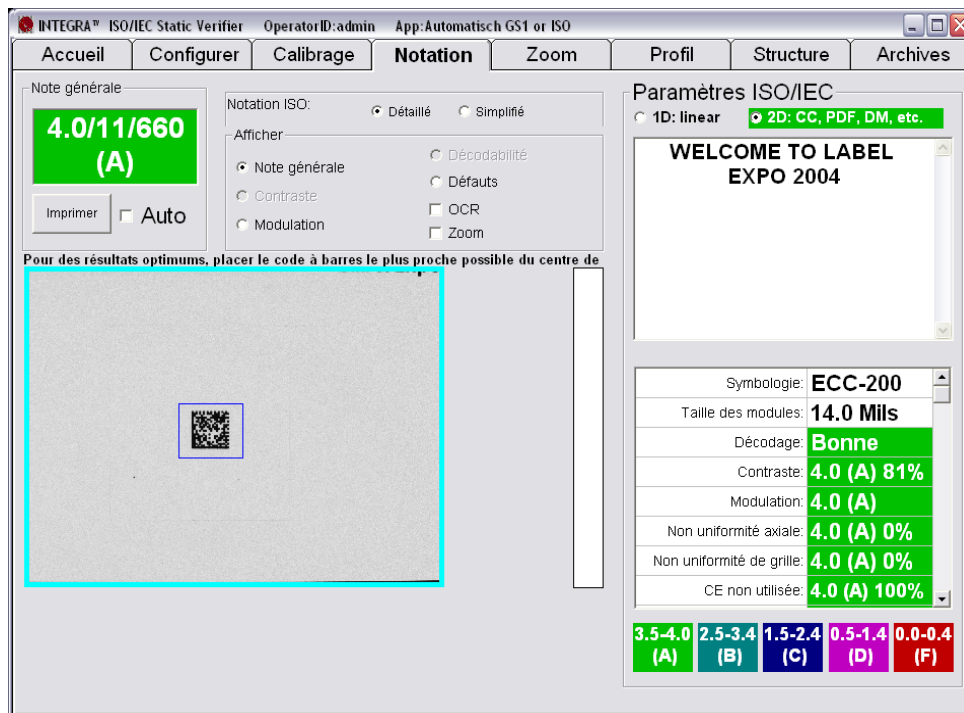 INTEGRA™ ISO/IEC Static Verifier OperatorID:admin App:Automatisch GS1 or ISO
Accueil Configurer Calibrage Notation Zoom Profil Structure Archives
Note générale
4.0/11/660
(A)
Imprimer Auto
Notation ISO: Détaillé Simplifié
Afficher
Note générale
Contraste
Modulation
Décodabilité
Défauts
OCR
Zoom
Pour des résultats optimums, placer le code à barres le plus proche possible du centre de
Paramètres ISO/IEC
1D: linear 2D: CC, PDF, DM, etc.
WELCOME TO LABEL
EXPO 2004
Symbologie: ECC-200
Taille des modules: 14.0 Mils
Décodage: Bonne
Contraste: 4.0 (A) 81%
Modulation: 4.0 (A)
Non uniformité axiale: 4.0 (A) 0%
Non uniformité de grille: 4.0 (A) 0%
CE non utilisée: 4.0 (A) 100%
3.5-4.0 2.5-3.4 1.5-2.4 0.5-1.4 0.0-0.4
(A) (B) (C) (D) (F)